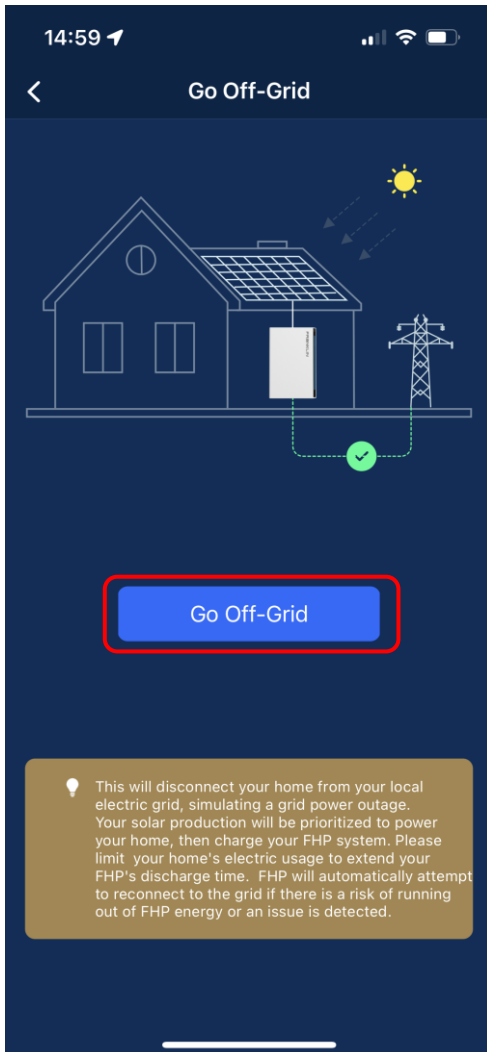 14:59
Go Off-Grid
Go Off-Grid
This will disconnect your home from your local
electric grid, simulating a grid power outage.
Your solar production will be prioritized to power
your home, then charge your FHP system. Please
limit  your home's electric usage to extend your
FHP's discharge time.  FHP will automatically attempt
to reconnect to the grid if there is a risk of running
out of FHP energy or an issue is detected.